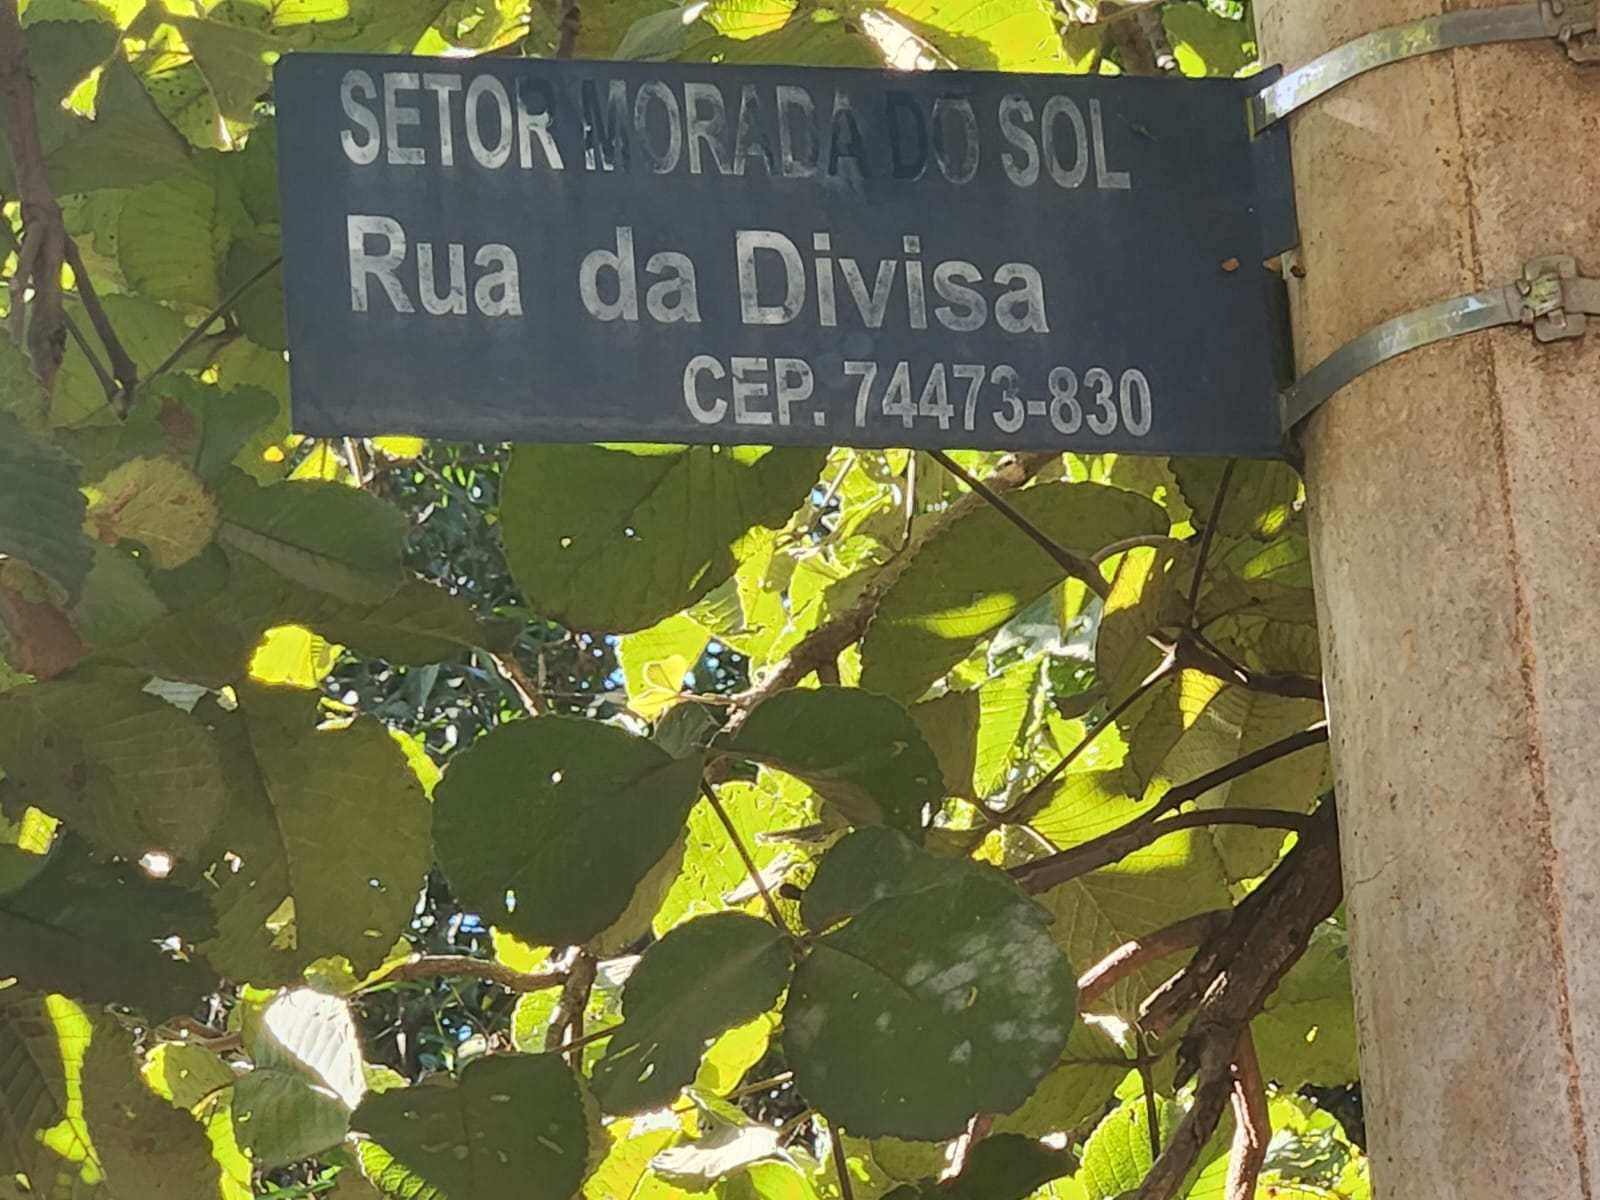 SETOR MORADA DO SOL
Rua da Divisa
CEP. 74473-830